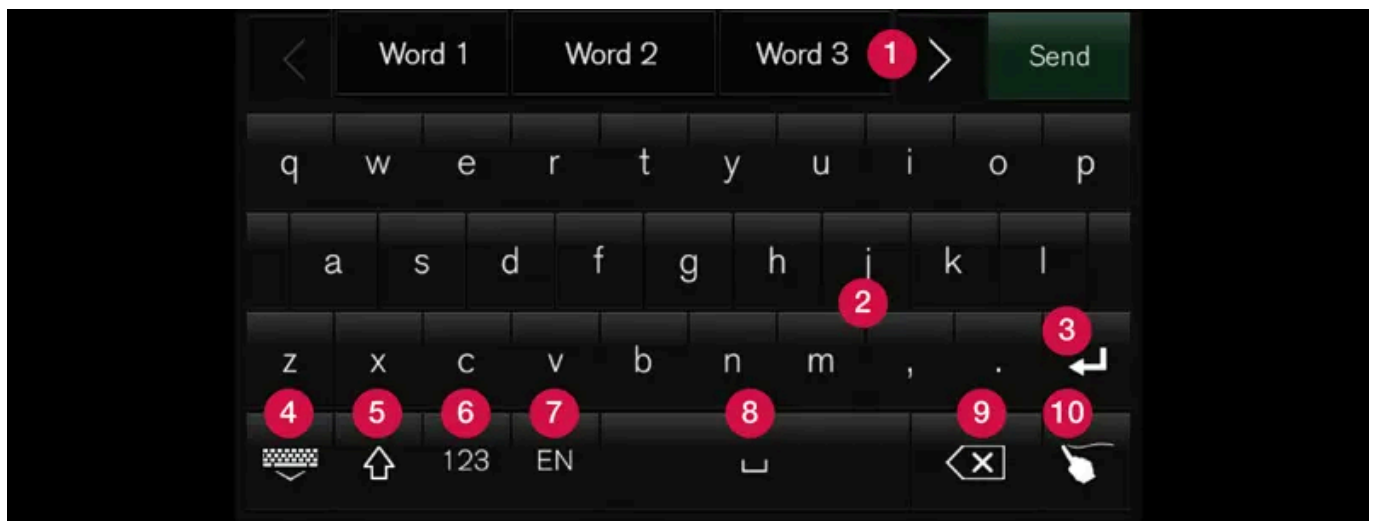 Word 1 Word 2 Word 3 1 Send
q w e r t y u i o p
a s d f g h j k l
2
3
z x c v b n m , .
4 5 6 7 8 9 10
123 EN